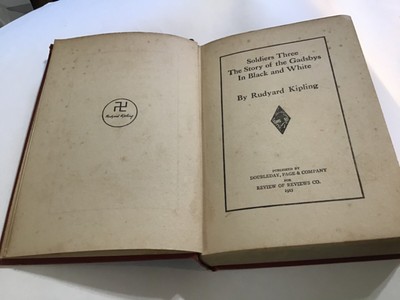 Rudyard Kipling
Soldiers Three
The Story of the Gadsbys
In Black and White
By Rudyard Kipling
PUBLISHED BY
DOUBLEDAY, PAGE & COMPANY
FOR
REVIEW OF REVIEWS CO.